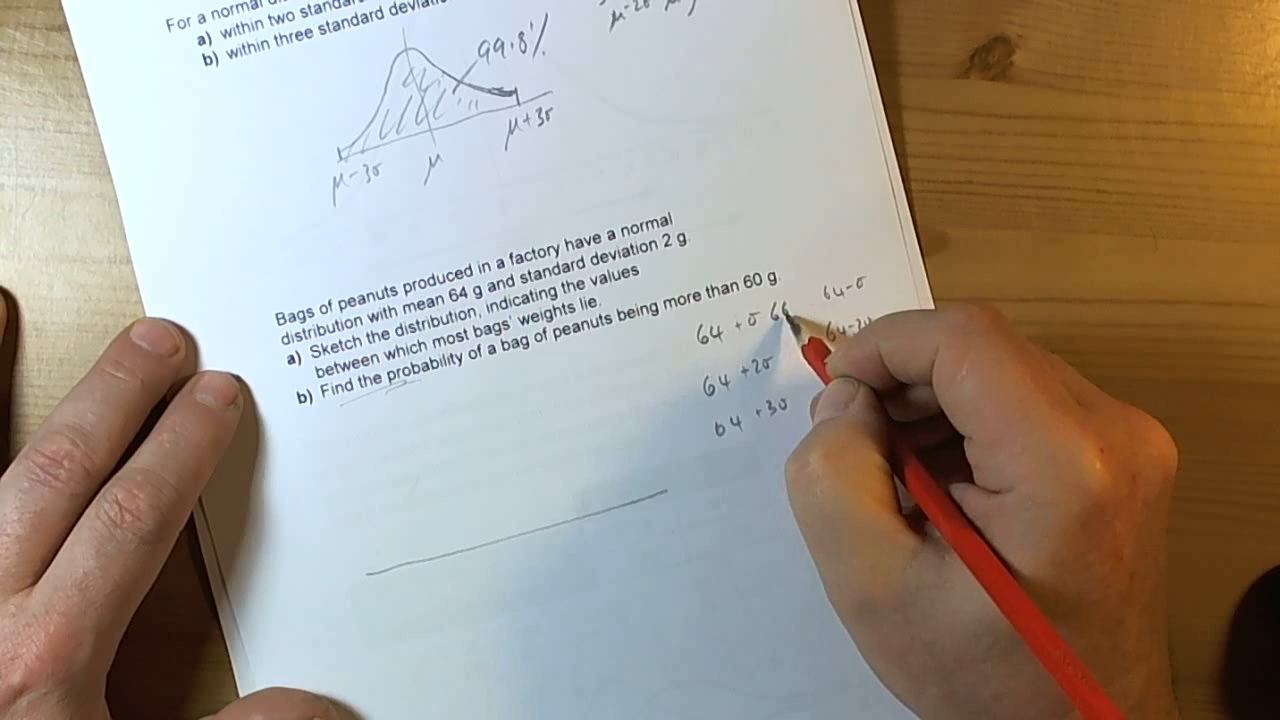 For a normal
a) within two standard
b) within three standard deviati
μ-2σ μ
99.8%
μ-3σ μ μ+3σ
Bags of peanuts produced in a factory have a normal
distribution with mean 64 g and standard deviation 2 g.
a) Sketch the distribution, indicating the values
between which most bags' weights lie.
b) Find the probability of a bag of peanuts being more than 60 g.
64 + σ 66 64-σ
64 +2σ 64-2σ
64 +3σ